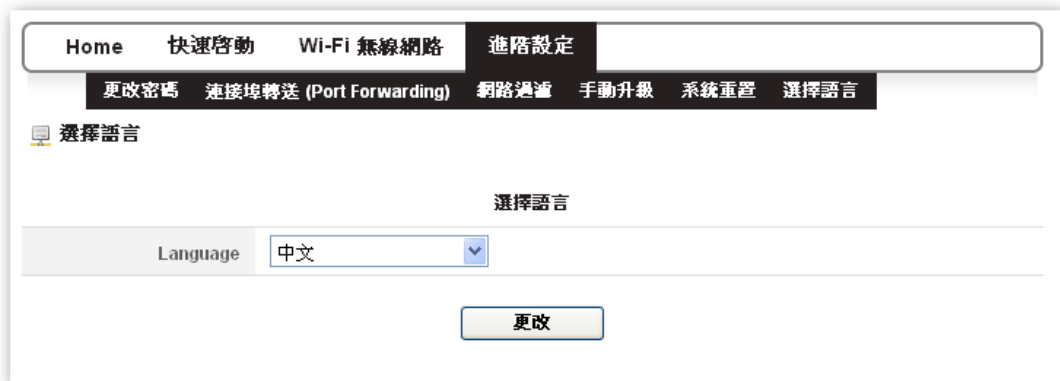 Home 快速啓動 Wi-Fi 無線網路 進階設定
更改密碼 連接埠轉送 (Port Forwarding) 網路過濾 手動升級 系統重置 選擇語言
選擇語言
選擇語言
Language 中文
更改